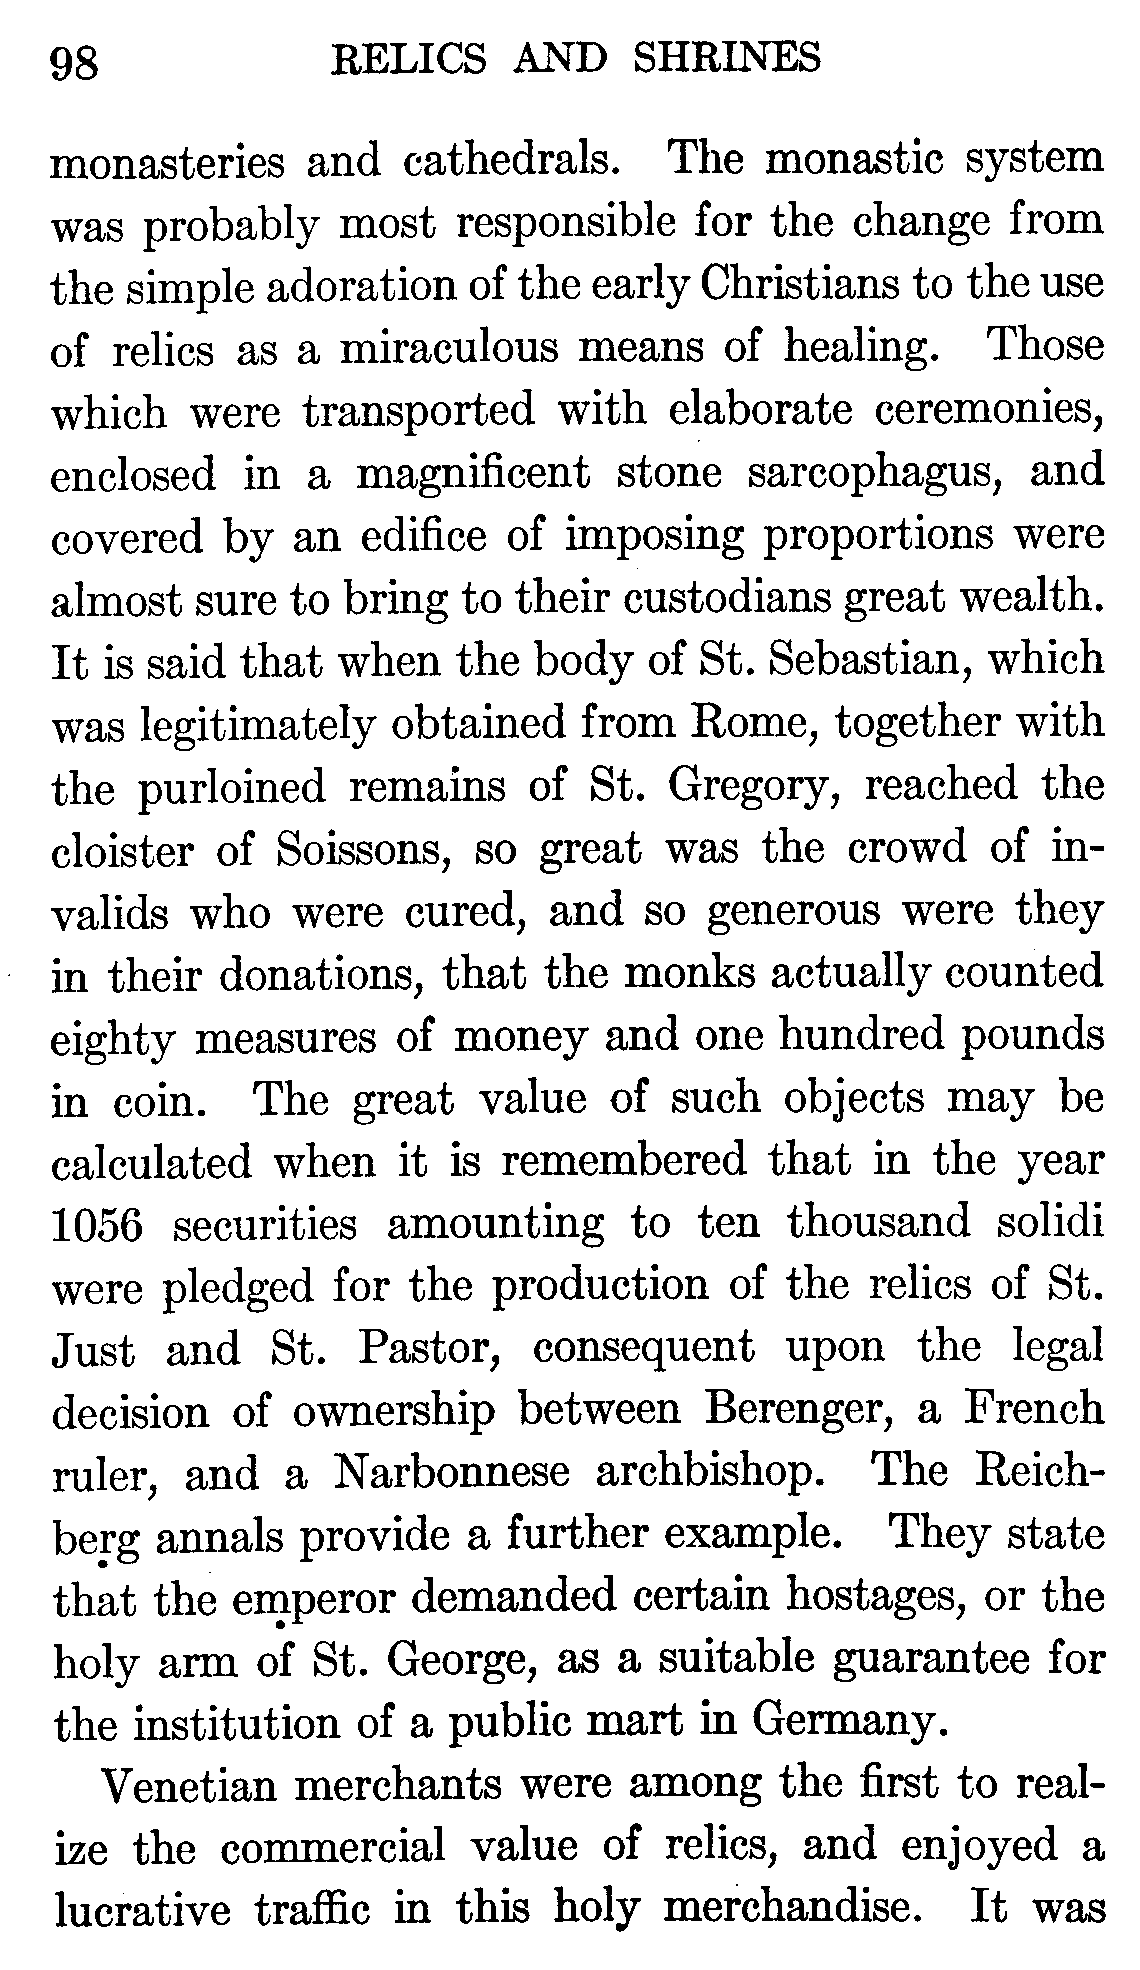 98 RELICS AND SHRINES
monasteries and cathedrals. The monastic system
was probably most responsible for the change from
the simple adoration of the early Christians to the use
of relics as a miraculous means of healing. Those
which were transported with elaborate ceremonies,
enclosed in a magnificent stone sarcophagus, and
covered by an edifice of imposing proportions were
almost sure to bring to their custodians great wealth.
It is said that when the body of St. Sebastian, which
was legitimately obtained from Rome, together with
the purloined remains of St. Gregory, reached the
cloister of Soissons, so great was the crowd of in-
valids who were cured, and so generous were they
in their donations, that the monks actually counted
eighty measures of money and one hundred pounds
in coin. The great value of such objects may be
calculated when it is remembered that in the year
1056 securities amounting to ten thousand solidi
were pledged for the production of the relics of St.
Just and St. Pastor, consequent upon the legal
decision of ownership between Berenger, a French
ruler, and a Narbonnese archbishop. The Reich-
berg annals provide a further example. They state
that the emperor demanded certain hostages, or the
holy arm of St. George, as a suitable guarantee for
the institution of a public mart in Germany.
Venetian merchants were among the first to real-
ize the commercial value of relics, and enjoyed a
lucrative traffic in this holy merchandise. It was